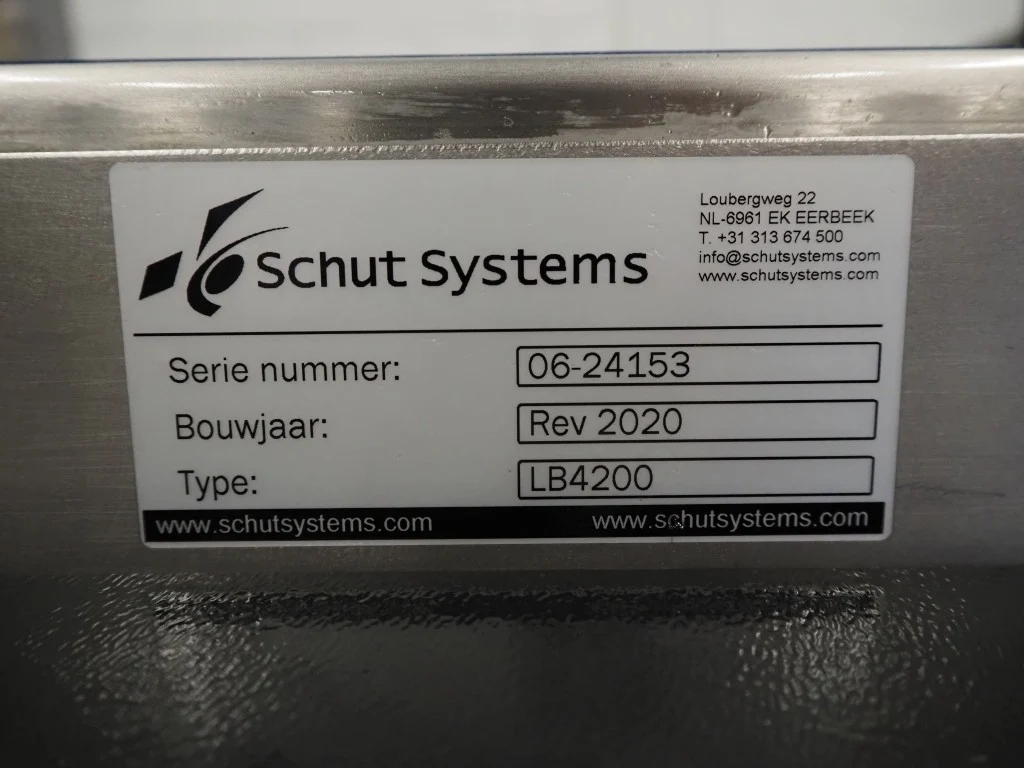 Schut Systems
Loubergweg 22
NL-6961 EK EERBEEK
T. +31 313 674 500
info@schutsystems.com
www.schutsystems.com
Serie nummer: 06-24153
Bouwjaar: Rev 2020
Type: LB4200
www.schutsystems.com www.schutsystems.com